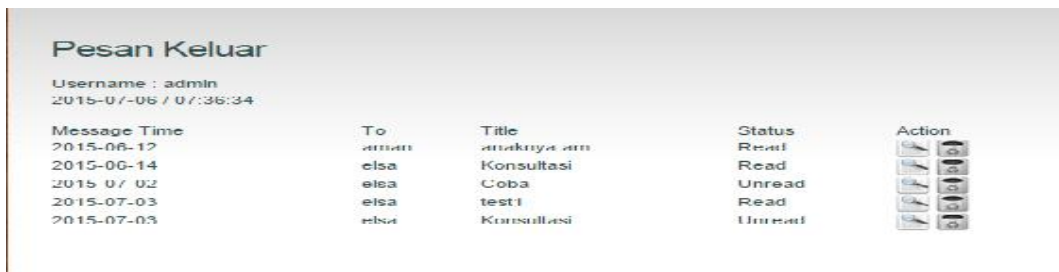 Pesan Keluar
Username : admin
2015-07-06 / 07:36:34
Message Time To Title Status Action
2015-06-12 aman anaknya am Read
2015-06-14 elsa Konsultasi Read
2015-07-02 elsa Coba Unread
2015-07-03 elsa test1 Read
2015-07-03 elsa Konsultasi Unread